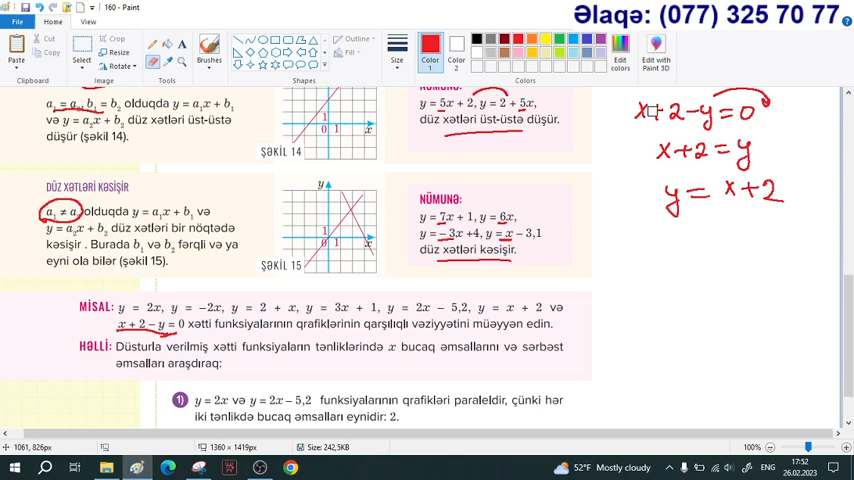 160 - Paint
Əlaqə: (077) 325 70 77
File
Home
View
Paste
Cut
Copy
Clipboard
Select
Crop
Resize
Rotate
Image
Tools
Brushes
Shapes
Outline
Fill
Size
Color 1
Color 2
Colors
Edit colors
Edit with Paint 3D
a₁ = a₂, b₁ = b₂ olduqda y = a₁x + b₁
və y = a₂x + b₂ düz xətləri üst-üstə
düşür (şəkil 14).
1
0 1 x
ŞƏKİL 14
NÜMUNƏ:
y = 5x + 2, y = 2 + 5x,
düz xətləri üst-üstə düşür.
x+2-y=0
x+2=y
y= x+2
DÜZ XƏTLƏRİ KƏSİŞİR
a₁ ≠ a olduqda y = a₁x + b₁ və
y = a₂x + b₂ düz xətləri bir nöqtədə
kəsişir . Burada b₁ və b₂ fərqli və ya
eyni ola bilər (şəkil 15).
y
1
0 1 x
ŞƏKİL 15
NÜMUNƏ:
y = 7x + 1, y = 6x,
y = – 3x +4, y = x – 3,1
düz xətləri kəsişir.
MİSAL: y = 2x, y = −2x, y = 2 + x, y = 3x + 1, y = 2x − 5,2, y = x + 2 və
x + 2 − y = 0 xətti funksiyalarının qrafiklərinin qarşılıqlı vəziyyətini müəyyən edin.
HƏLLİ: Düsturla verilmiş xətti funksiyaların tənliklərində x bucaq əmsallarını və sərbəst
əmsalları araşdıraq:
1) y = 2x və y = 2x − 5,2 funksiyalarının qrafikləri paraleldir, çünki hər
iki tənlikdə bucaq əmsalları eynidir: 2.
1061, 826px
1360 × 1419px
Size: 242,5KB
100%
52°F Mostly cloudy
ENG
17:52
26.02.2023